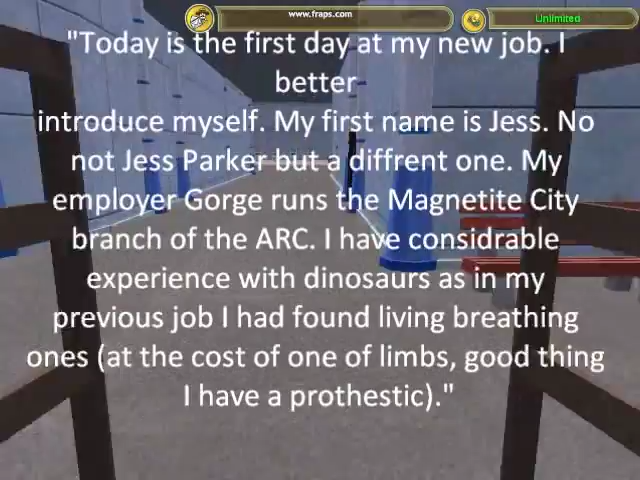 www.fraps.com
Unlimited
"Today is the first day at my new job. I
better
introduce myself. My first name is Jess. No
not Jess Parker but a diffrent one. My
employer Gorge runs the Magnetite City
branch of the ARC. I have considrable
experience with dinosaurs as in my
previous job I had found living breathing
ones (at the cost of one of limbs, good thing
I have a prothestic)."